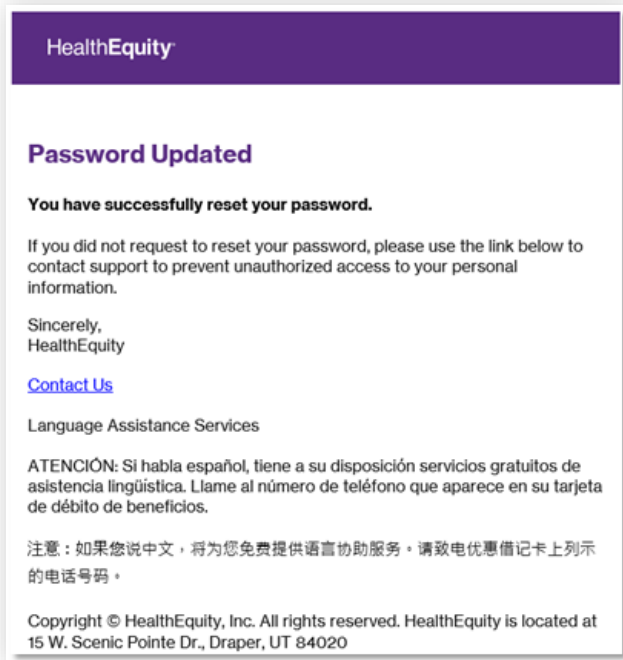 HealthEquity
Password Updated
You have successfully reset your password.
If you did not request to reset your password, please use the link below to
contact support to prevent unauthorized access to your personal
information.
Sincerely,
HealthEquity
Contact Us
Language Assistance Services
ATENCIÓN: Si habla español, tiene a su disposición servicios gratuitos de
asistencia lingüística. Llame al número de teléfono que aparece en su tarjeta
de débito de beneficios.
注意：如果您说中文，将为您免费提供语言协助服务。请致电优惠借记卡上列示
的电话号码。
Copyright © HealthEquity, Inc. All rights reserved. HealthEquity is located at
15 W. Scenic Pointe Dr., Draper, UT 84020